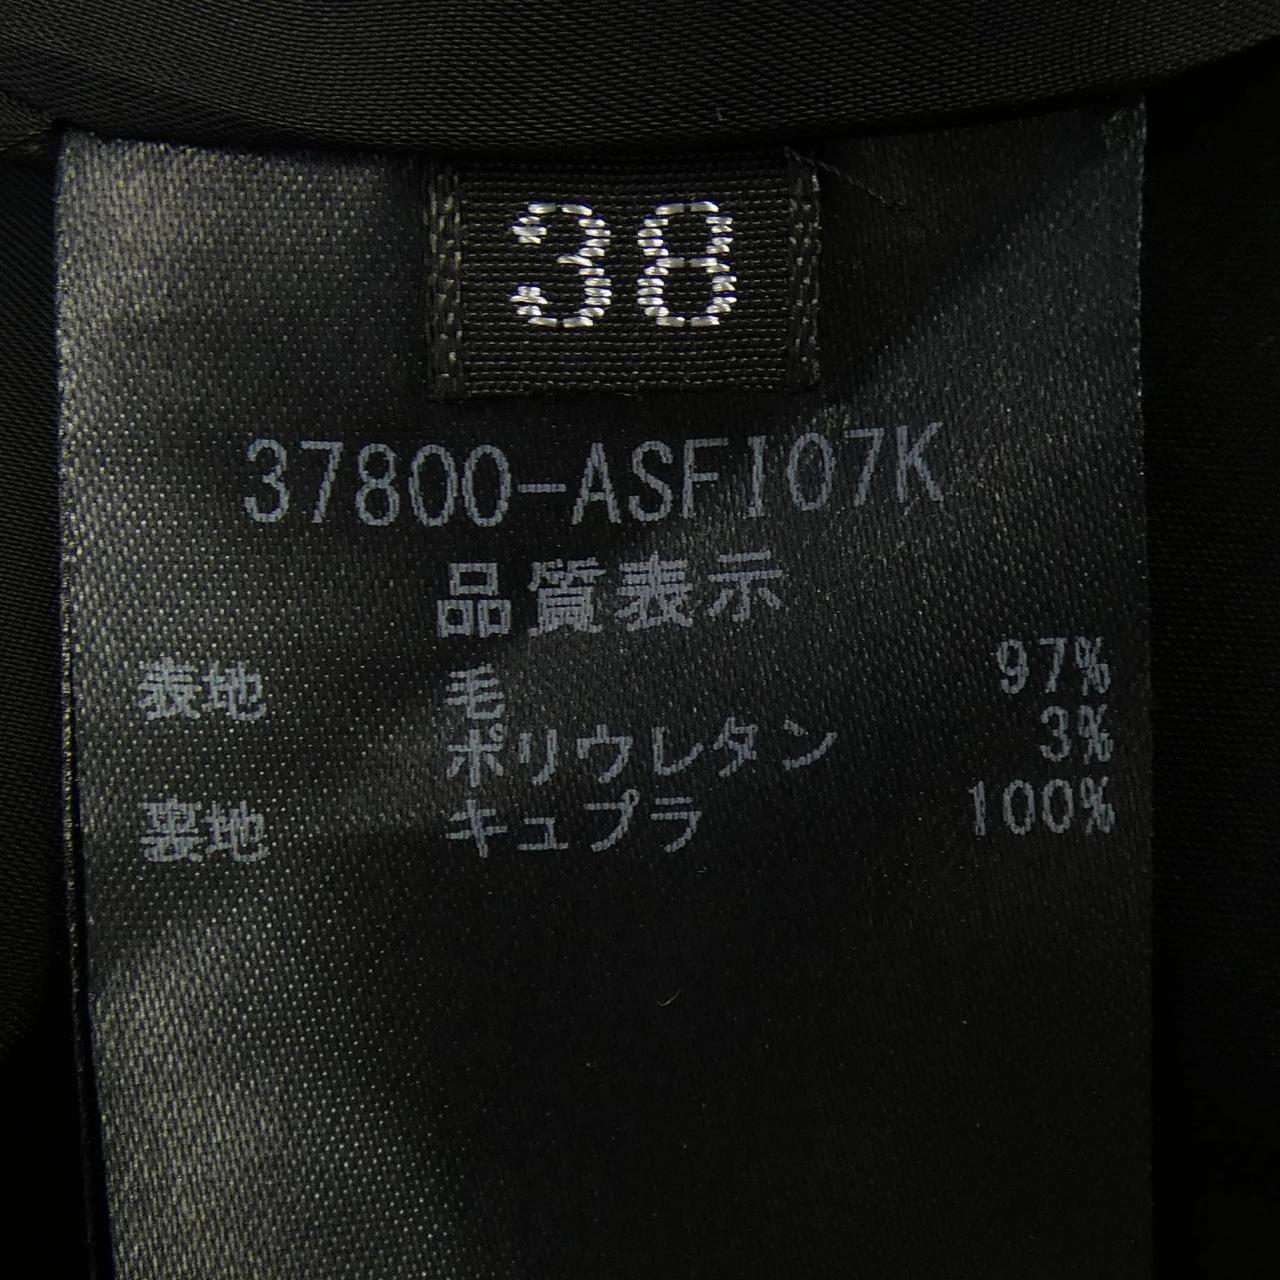 38
37800-ASFI07K
品質表示
表地 毛 97%
ポリウレタン 3%
裏地 キュプラ 100%